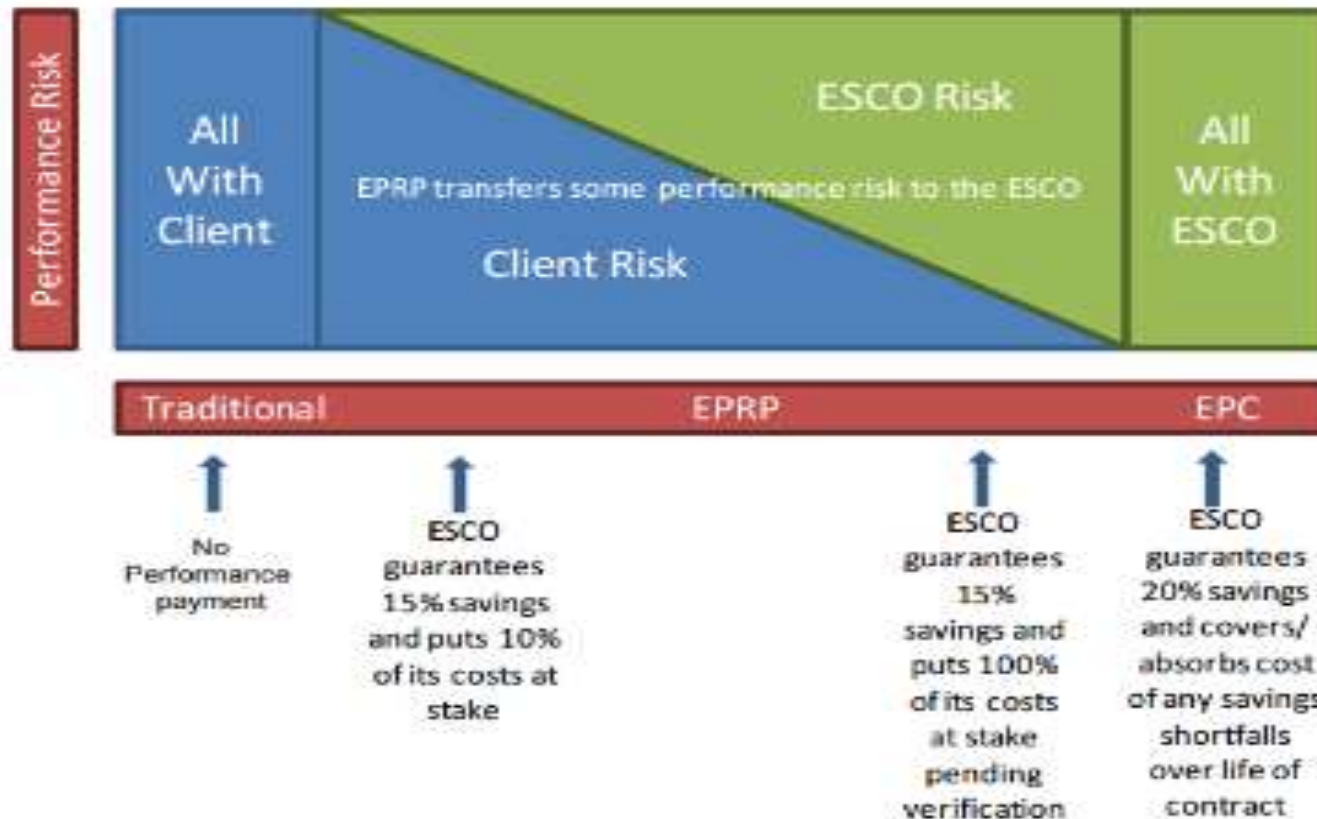 Performance Risk
All
With
Client
ESCO Risk
EPRP transfers some performance risk to the ESCO
Client Risk
All
With
ESCO
Traditional
EPRP
EPC
No
Performance
payment
ESCO
guarantees
15% savings
and puts 10%
of its costs at
stake
ESCO
guarantees
15%
savings and
puts 100%
of its costs
at stake
pending
verification
ESCO
guarantees
20% savings
and covers/
absorbs cost
of any savings
shortfalls
over life of
contract